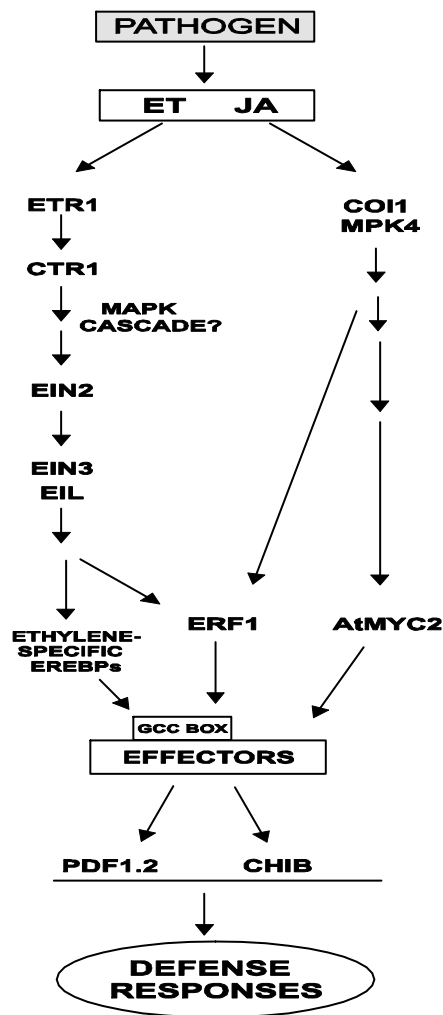 PATHOGEN
ET JA
ETR1
COI1
MPK4
CTR1
MAPK
CASCADE?
EIN2
EIN3
EIL
ERF1
AtMYC2
ETHYLENE-
SPECIFIC
EREBPs
GCC BOX
EFFECTORS
PDF1.2 CHIB
DEFENSE
RESPONSES